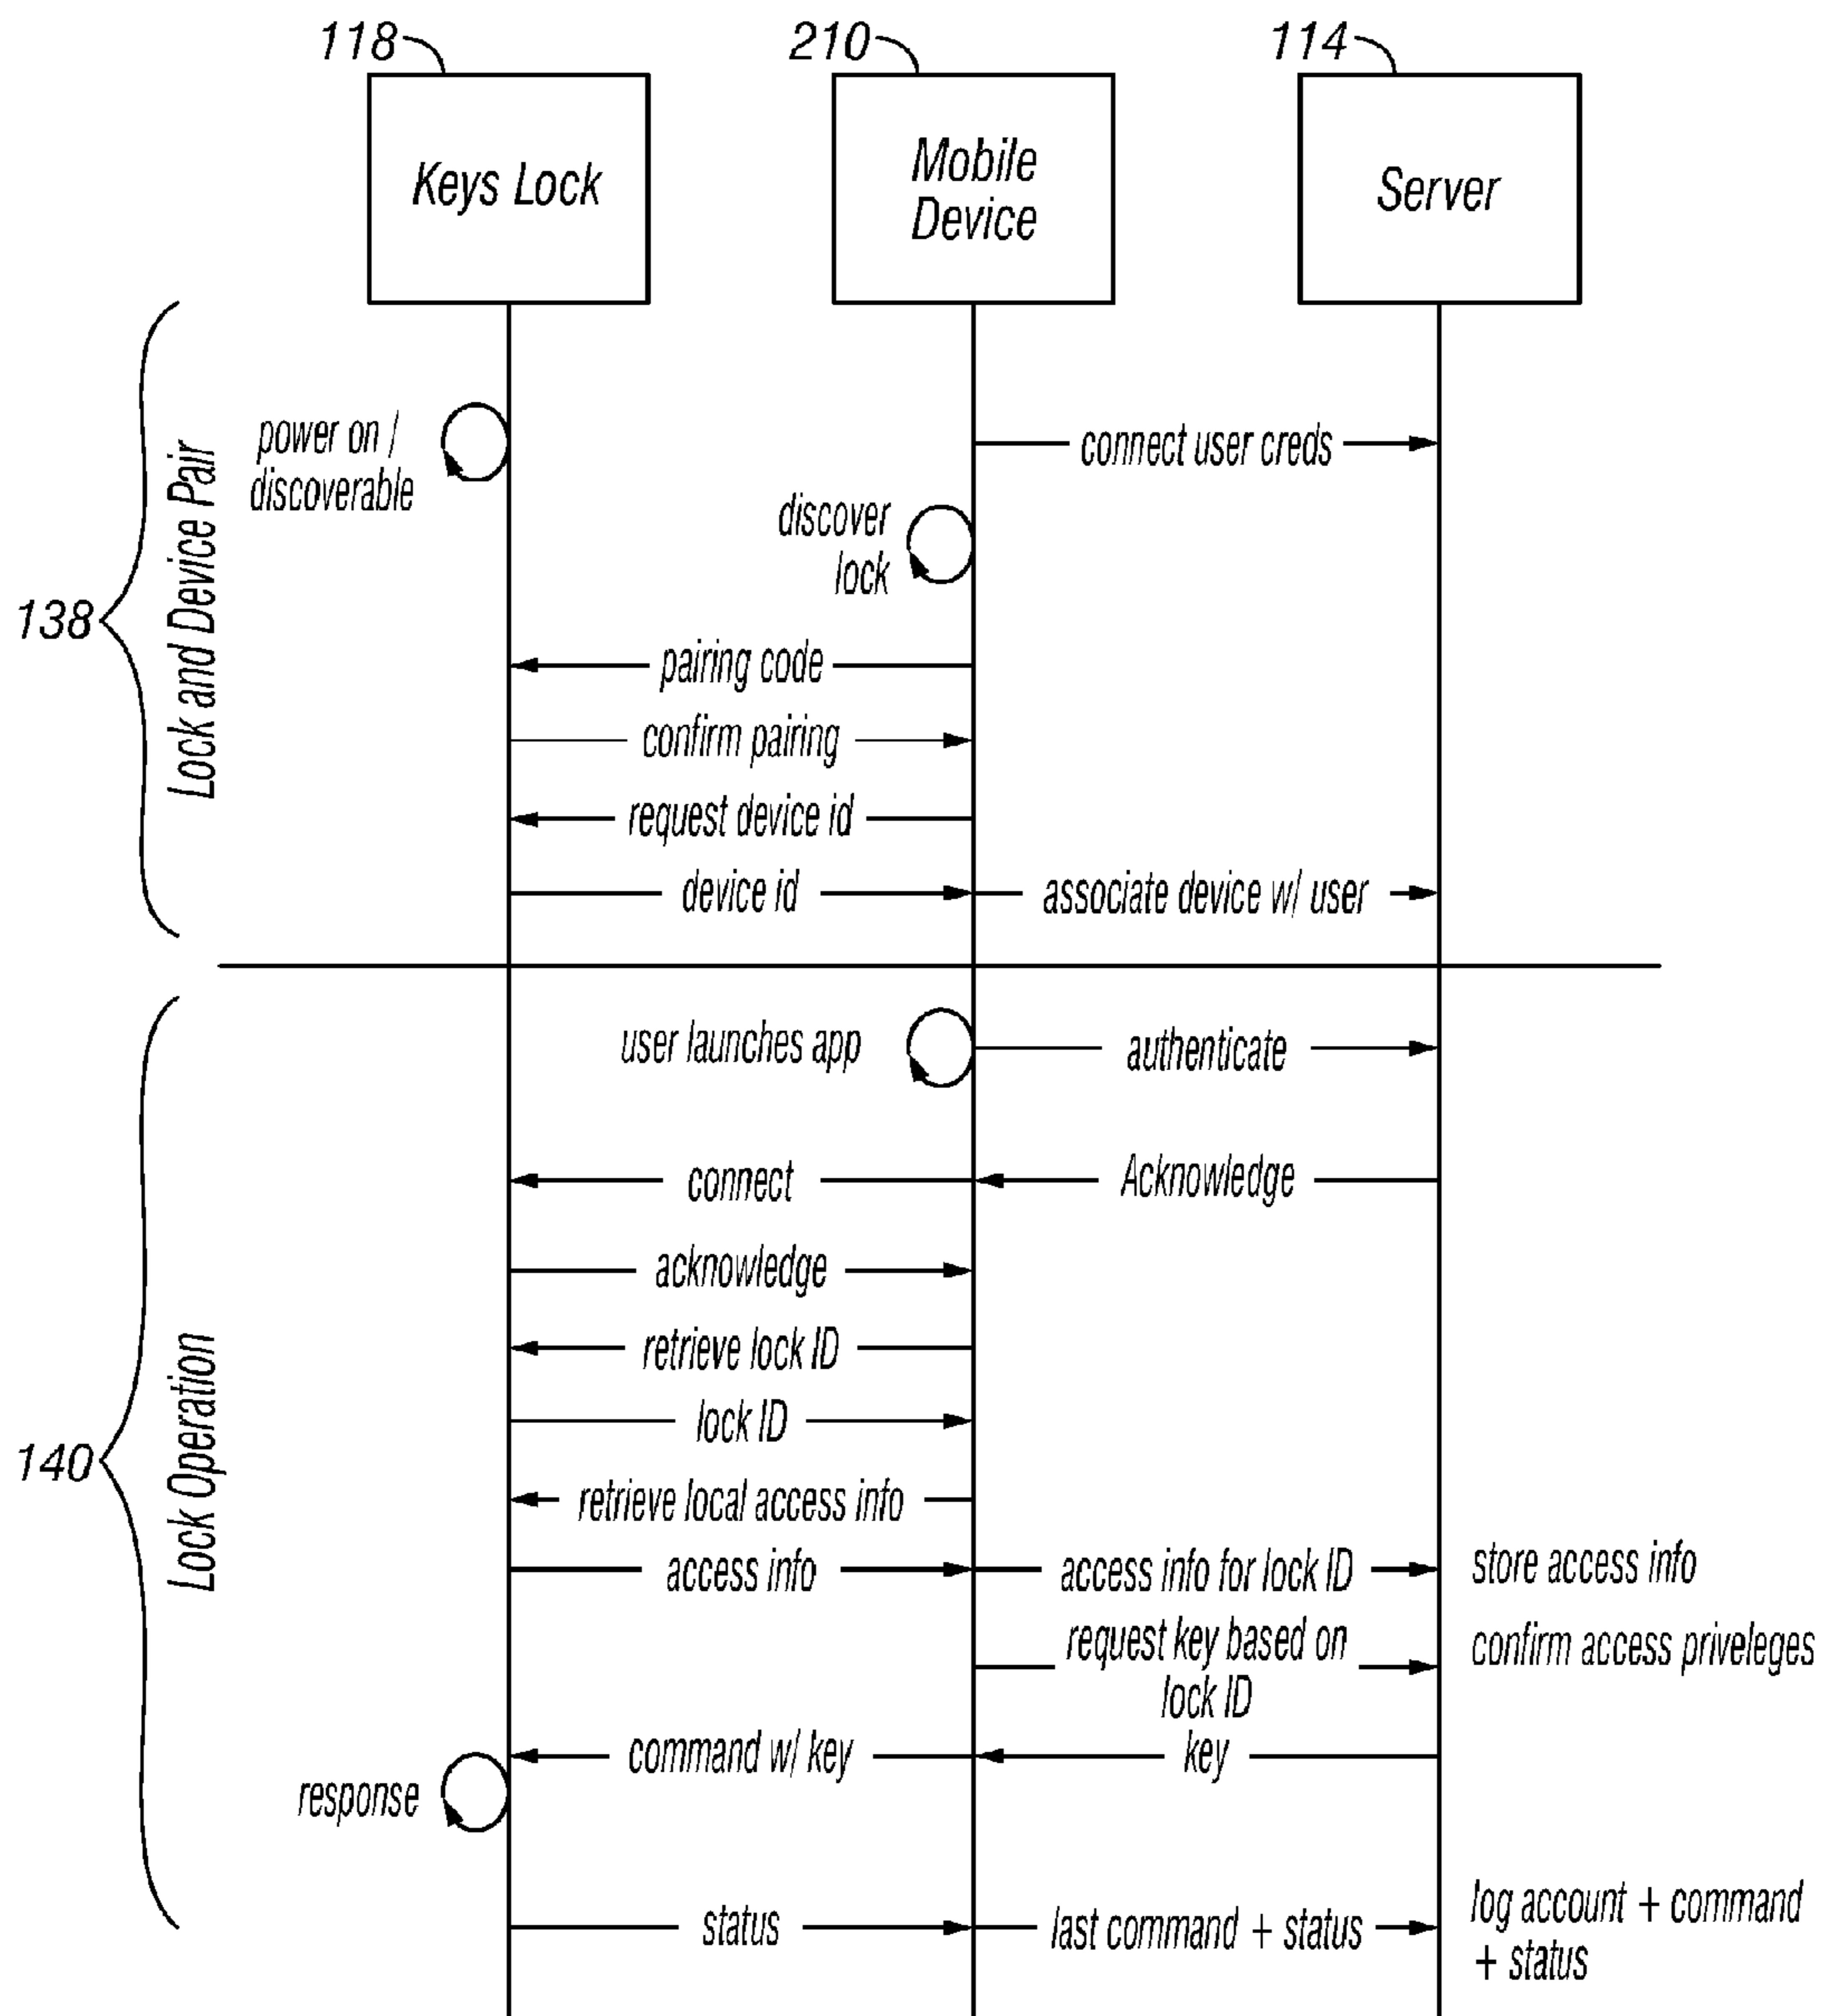 118
210
114
Keys Lock
Mobile
Device
Server
138
Lock and Device Pair
power on /
discoverable
connect user creds
discover
lock
pairing code
confirm pairing
request device id
device id
associate device w/ user
140
Lock Operation
user launches app
authenticate
connect
Acknowledge
acknowledge
retrieve lock ID
lock ID
retrieve local access info
access info
access info for lock ID
store access info
request key based on
lock ID
confirm access priveleges
command w/ key
key
response
status
last command + status
log account + command
+ status